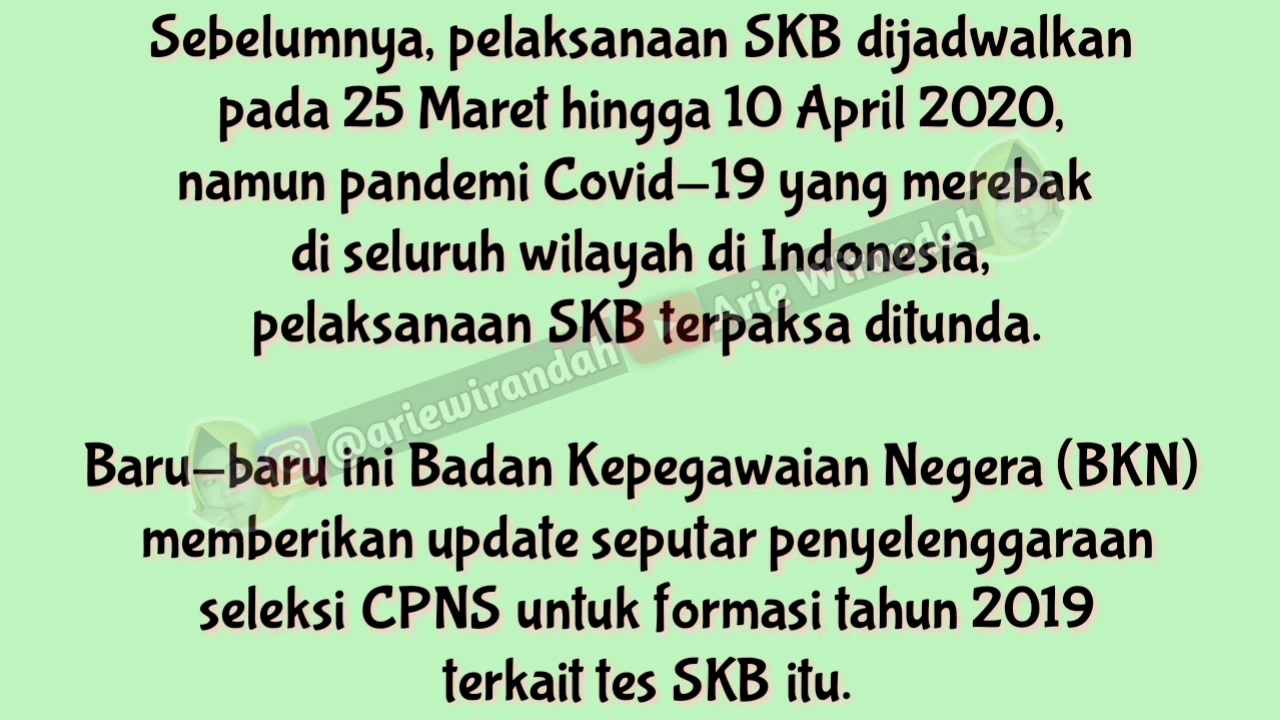 Sebelumnya, pelaksanaan SKB dijadwalkan
pada 25 Maret hingga 10 April 2020,
namun pandemi Covid-19 yang merebak
di seluruh wilayah di Indonesia,
pelaksanaan SKB terpaksa ditunda.
@ariewirandah Arie Wirandah
Baru-baru ini Badan Kepegawaian Negera (BKN)
memberikan update seputar penyelenggaraan
seleksi CPNS untuk formasi tahun 2019
terkait tes SKB itu.